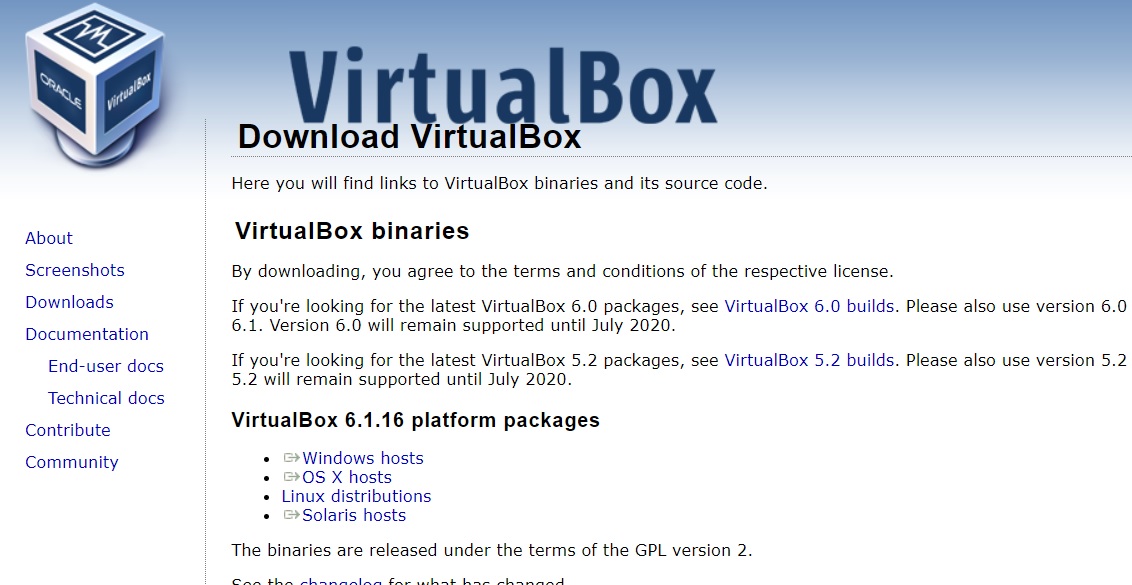 ORACLE
VirtualBox
VirtualBox
Download VirtualBox
Here you will find links to VirtualBox binaries and its source code.
About
Screenshots
Downloads
Documentation
End-user docs
Technical docs
Contribute
Community
VirtualBox binaries
By downloading, you agree to the terms and conditions of the respective license.
If you're looking for the latest VirtualBox 6.0 packages, see VirtualBox 6.0 builds. Please also use version 6.0
6.1. Version 6.0 will remain supported until July 2020.
If you're looking for the latest VirtualBox 5.2 packages, see VirtualBox 5.2 builds. Please also use version 5.2
5.2 will remain supported until July 2020.
VirtualBox 6.1.16 platform packages
Windows hosts
OS X hosts
Linux distributions
Solaris hosts
The binaries are released under the terms of the GPL version 2.
See the changelog for what has changed.